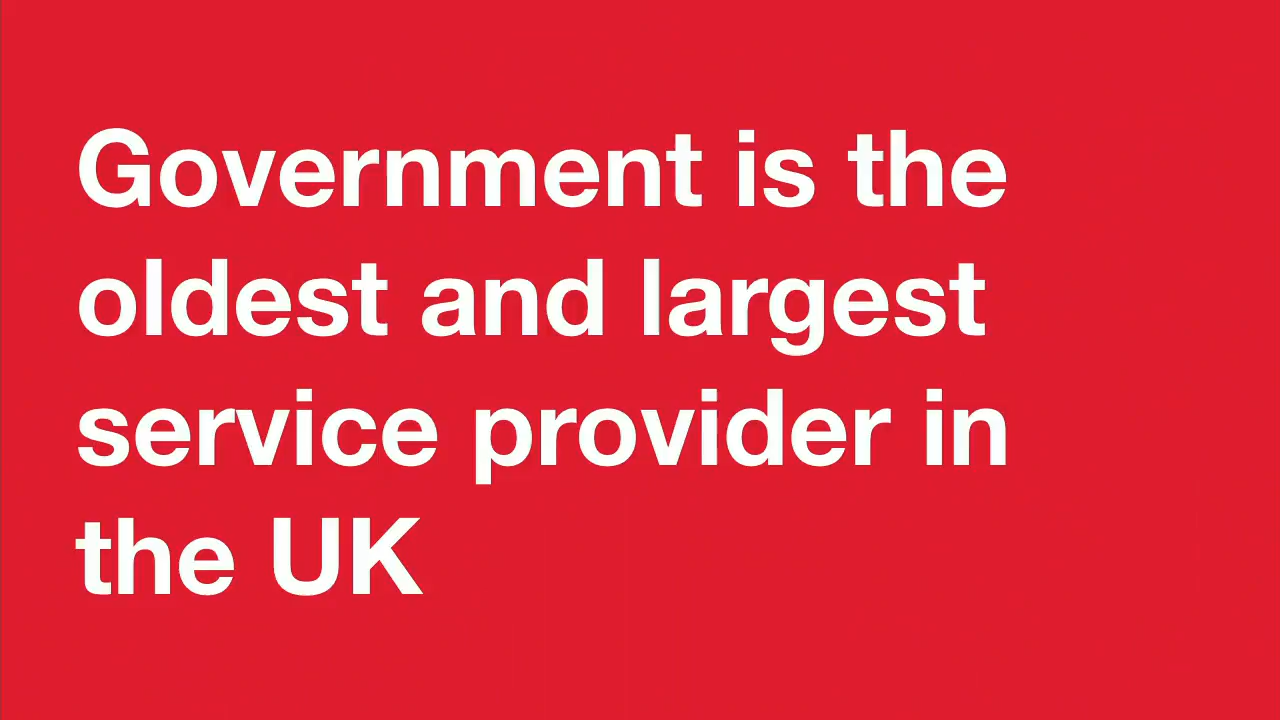 Government is the
oldest and largest
service provider in
the UK